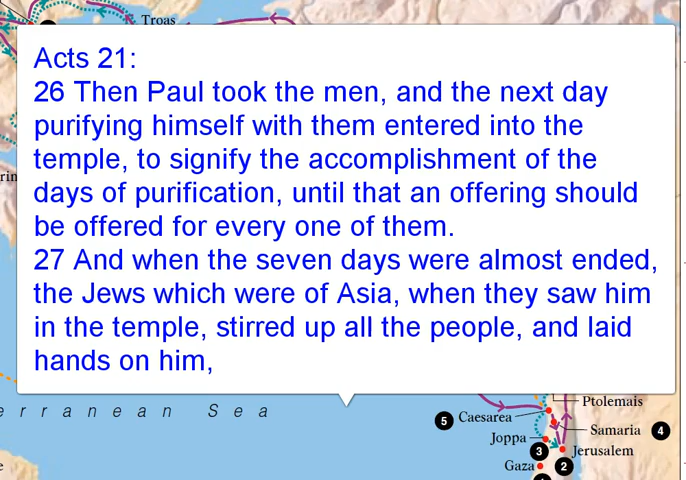 Troas
Acts 21:
26 Then Paul took the men, and the next day
purifying himself with them entered into the
temple, to signify the accomplishment of the
days of purification, until that an offering should
be offered for every one of them.
27 And when the seven days were almost ended,
the Jews which were of Asia, when they saw him
in the temple, stirred up all the people, and laid
hands on him,
Ptolemais
erranean Sea
5 Caesarea
Samaria 4
Joppa
3 Jerusalem
Gaza 2